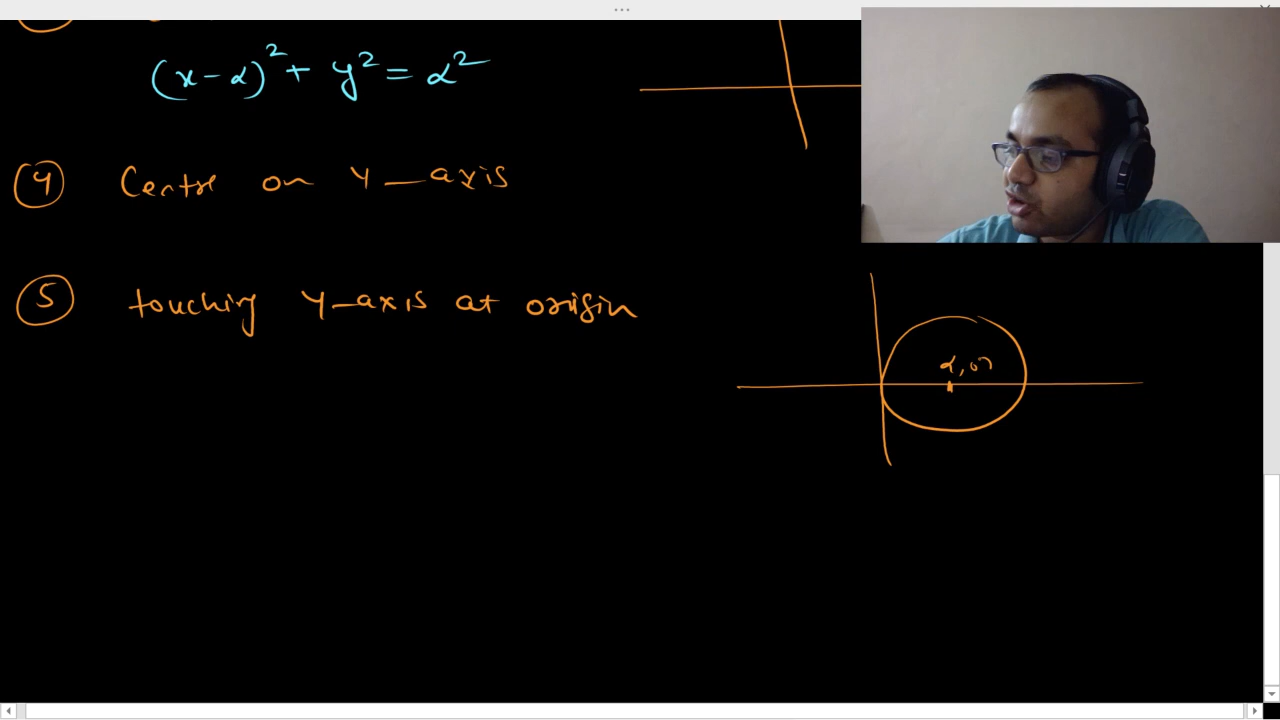 (x-α)² + y² = α²
④ Centre on Y-axis
⑤ touching Y-axis at origin
α, 0